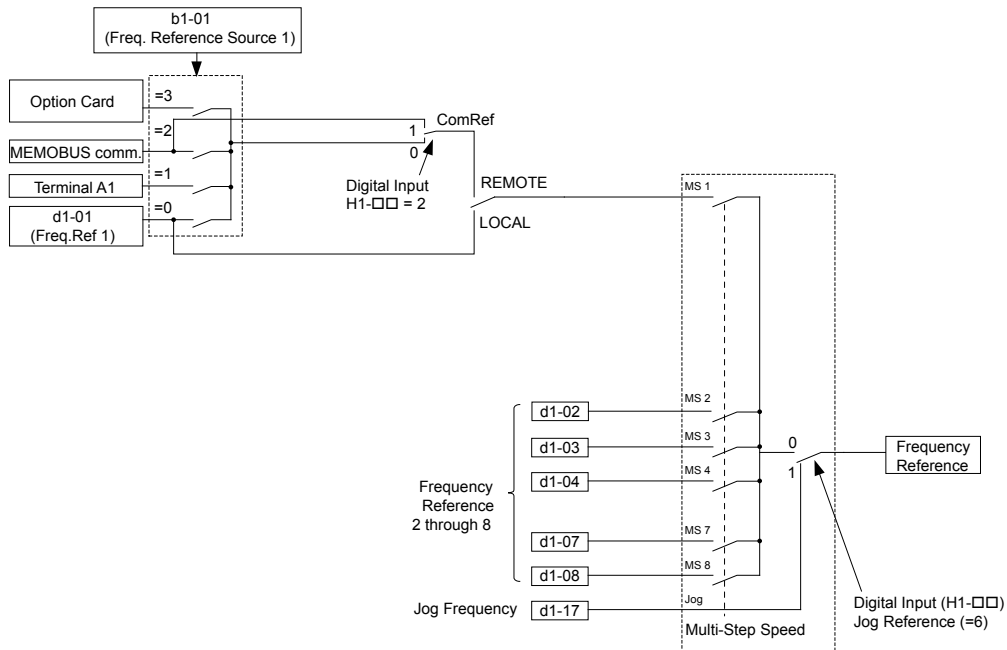 b1-01
(Freq. Reference Source 1)
Option Card
=3
=2
MEMOBUS comm.
=1
Terminal A1
=0
d1-01
(Freq.Ref 1)
ComRef
1
0
Digital Input
H1-□□ = 2
REMOTE
LOCAL
MS 1
MS 2
d1-02
MS 3
d1-03
MS 4
d1-04
Frequency
Reference
2 through 8
MS 7
d1-07
MS 8
d1-08
Jog
Jog Frequency
d1-17
Multi-Step Speed
0
1
Frequency
Reference
Digital Input (H1-□□)
Jog Reference (=6)